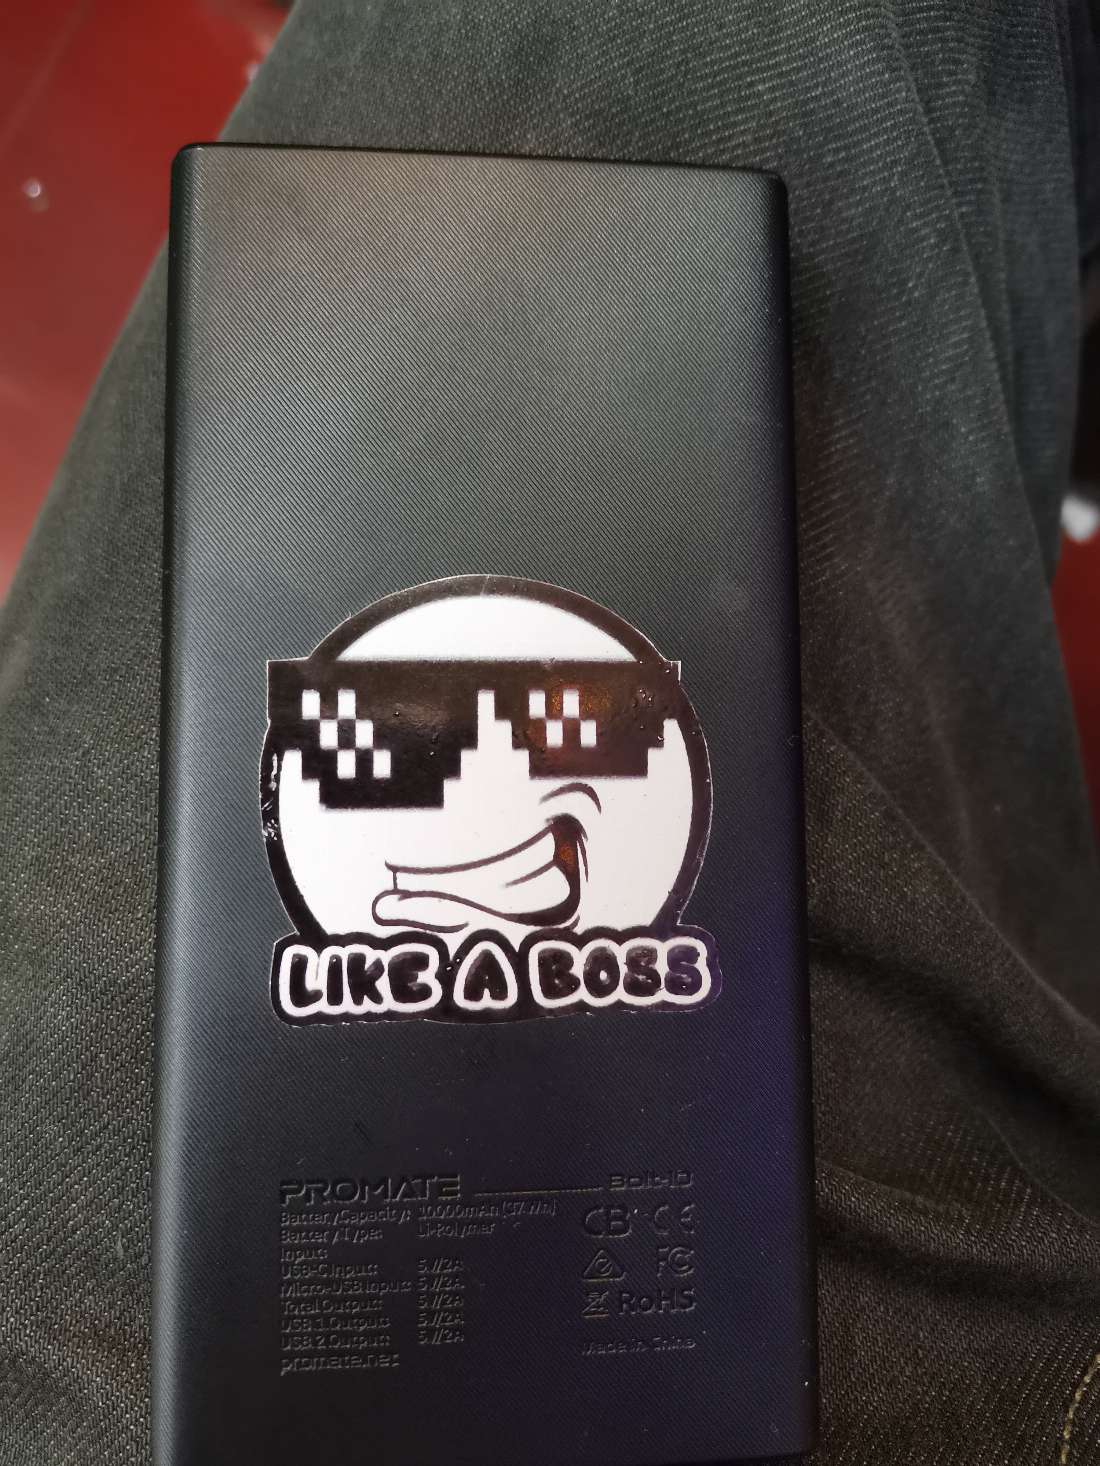 LIKE A BOSS
PROMATE Bolt-10
Battery Capacity: 10000mAh (37Wh)
Battery Type: Li-Polymer
Input:
USB-C Input: 5V/2A
Micro-USB Input: 5V/2A
Total Output: 5V/2A
USB 1 Output: 5V/2A
USB 2 Output: 5V/2A
promate.net
CB CE
FC
RoHS
Made in China